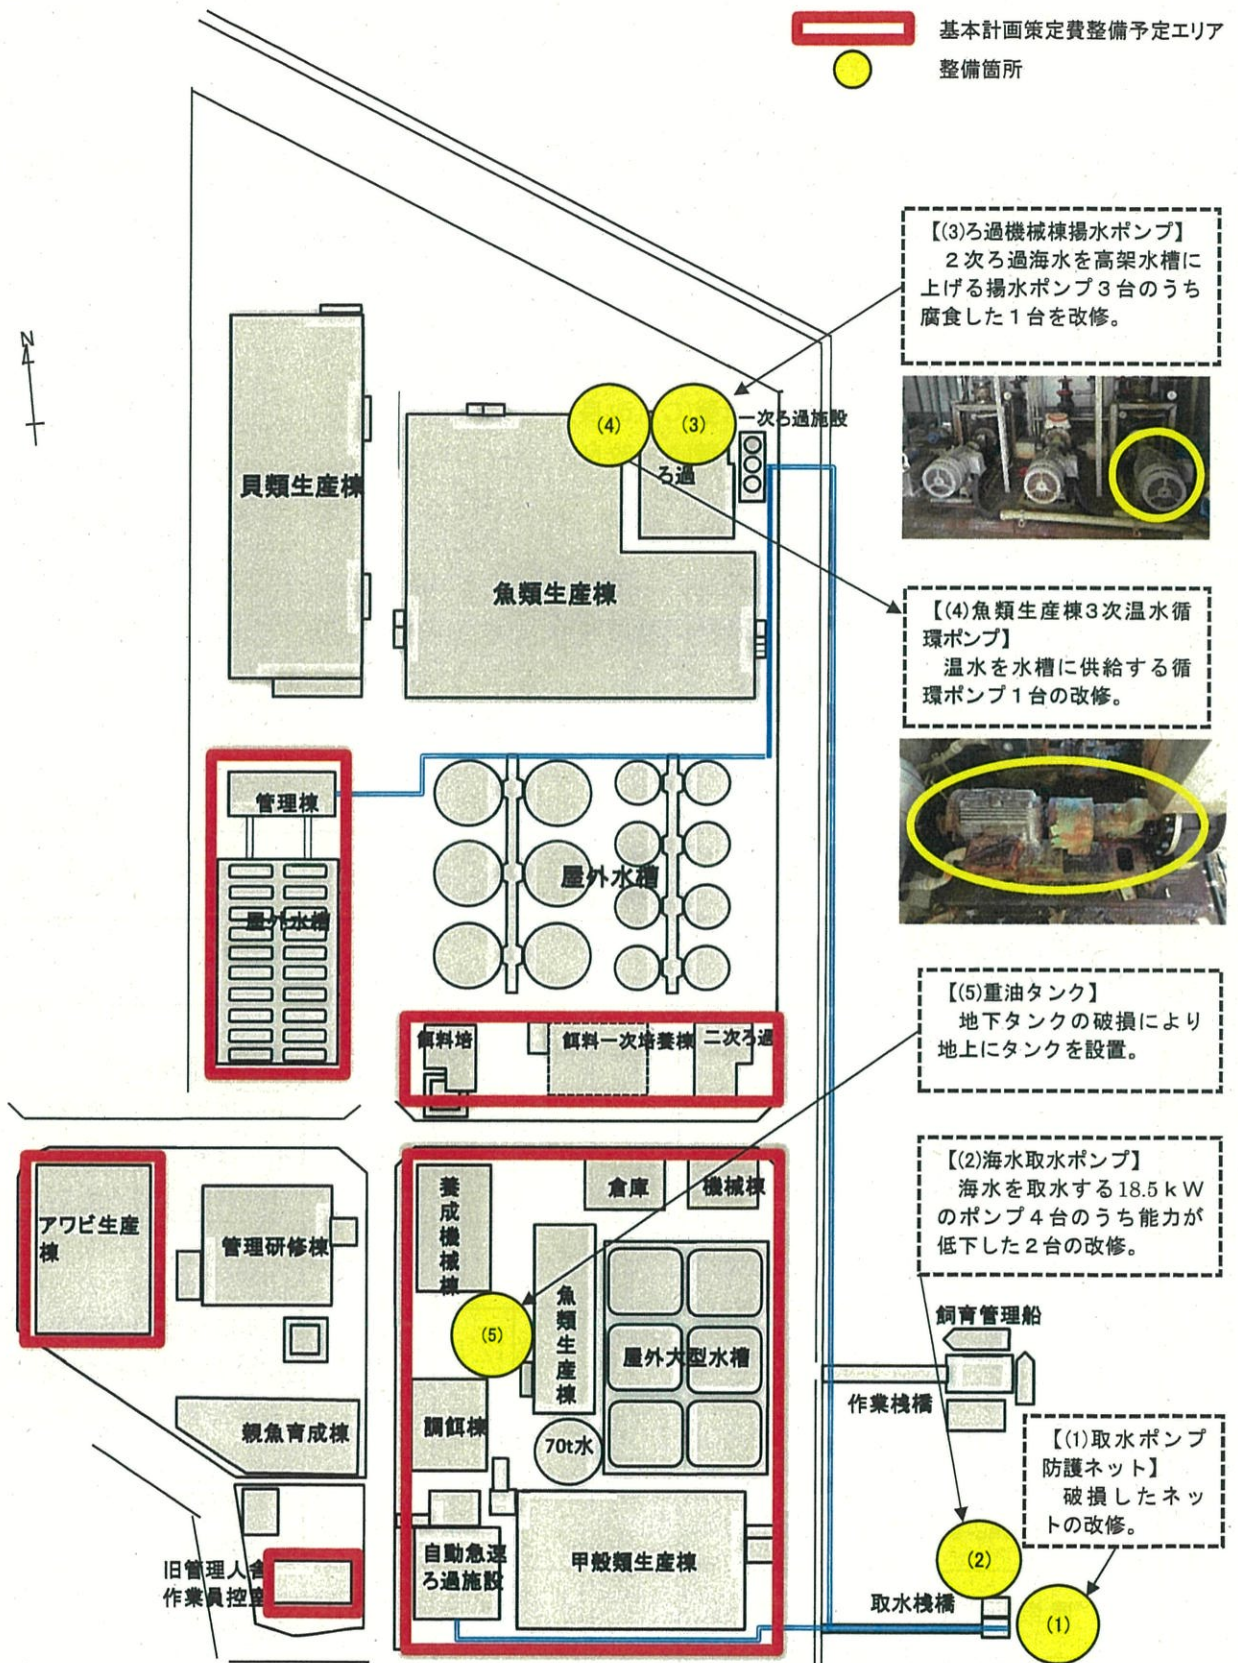 基本計画策定費整備予定エリア
整備箇所
N
【(3)ろ過機械棟揚水ポンプ】
2次ろ過海水を高架水槽に
上げる揚水ポンプ3台のうち
腐食した1台を改修。
(4)
(3)
一次ろ過施設
ろ過
貝類生産棟
魚類生産棟
【(4)魚類生産棟3次温水循
環ポンプ】
温水を水槽に供給する循
環ポンプ1台の改修。
管理棟
屋外水槽
屋外水槽
【(5)重油タンク】
地下タンクの破損により
地上にタンクを設置。
餌料培
餌料一次培養棟
二次ろ過
【(2)海水取水ポンプ】
海水を取水する18.5kW
のポンプ4台のうち能力が
低下した2台の改修。
アワビ生産
棟
管理研修棟
養成機械棟
倉庫
機械棟
(5)
魚類生産棟
屋外大型水槽
飼育管理船
作業桟橋
親魚育成棟
調餌棟
70t水
【(1)取水ポンプ
防護ネット】
破損したネッ
トの改修。
旧管理人舎
作業員控室
自動急速
ろ過施設
甲殻類生産棟
(2)
取水桟橋
(1)